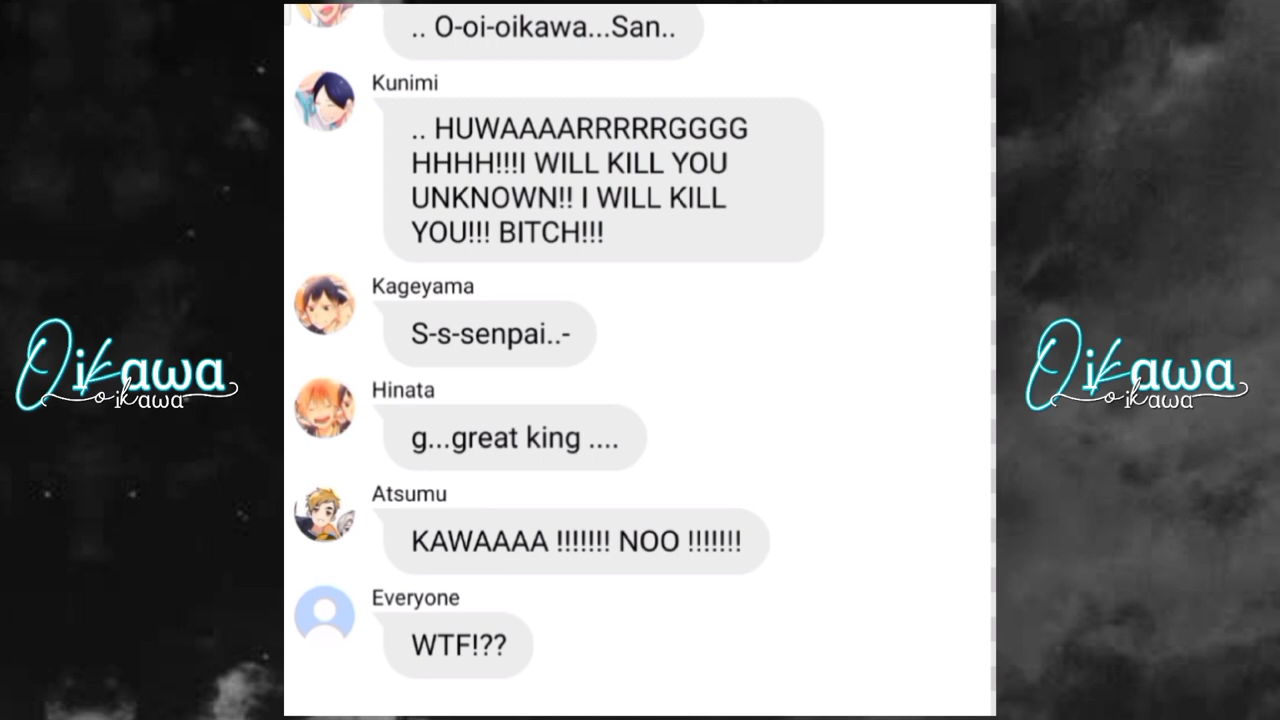 .. O-oi-oikawa...San..
Kunimi
.. HUWAAAARRRRRGGGG
HHHH!!!I WILL KILL YOU
UNKNOWN!! I WILL KILL
YOU!!! BITCH!!!
Kageyama
S-s-senpai..-
Hinata
g...great king ....
Atsumu
KAWAAAA !!!!!!! NOO !!!!!!!
Everyone
WTF!??
Oikawa
oikawa
Oikawa
oikawa